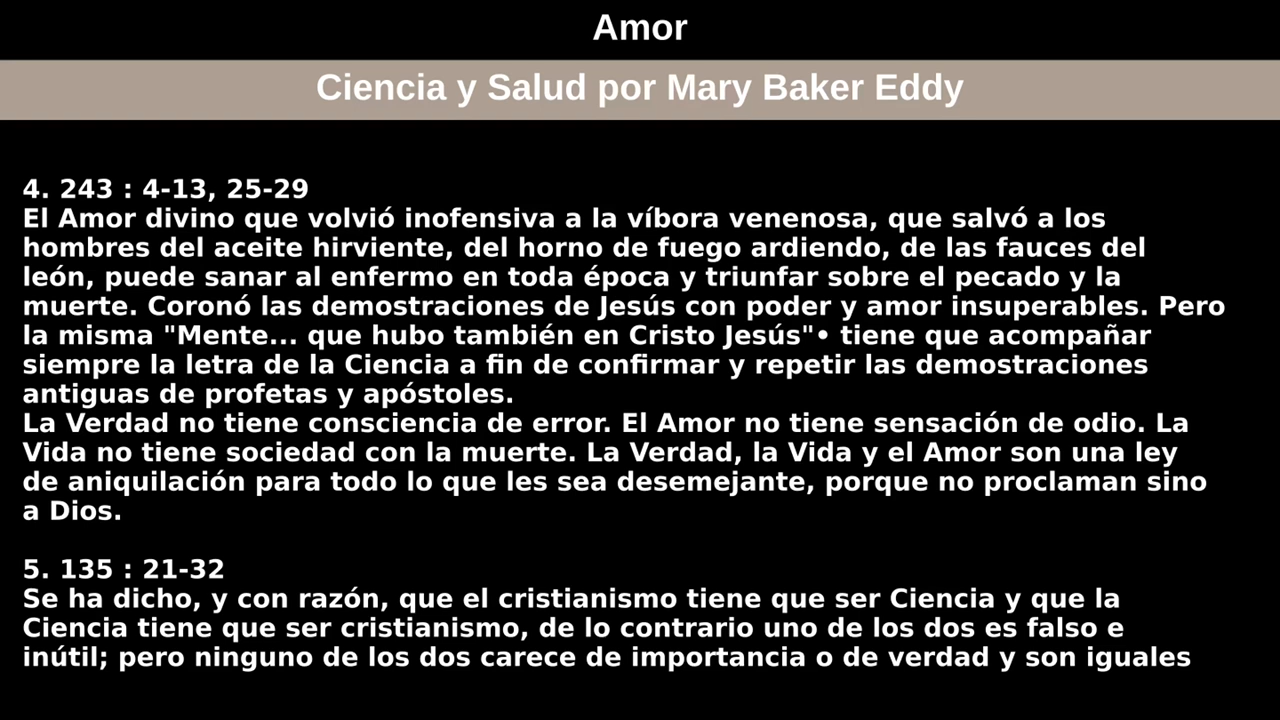 Amor
Ciencia y Salud por Mary Baker Eddy
4. 243 : 4-13, 25-29
El Amor divino que volvió inofensiva a la víbora venenosa, que salvó a los
hombres del aceite hirviente, del horno de fuego ardiendo, de las fauces del
león, puede sanar al enfermo en toda época y triunfar sobre el pecado y la
muerte. Coronó las demostraciones de Jesús con poder y amor insuperables. Pero
la misma "Mente... que hubo también en Cristo Jesús"• tiene que acompañar
siempre la letra de la Ciencia a fin de confirmar y repetir las demostraciones
antiguas de profetas y apóstoles.
La Verdad no tiene consciencia de error. El Amor no tiene sensación de odio. La
Vida no tiene sociedad con la muerte. La Verdad, la Vida y el Amor son una ley
de aniquilación para todo lo que les sea desemejante, porque no proclaman sino
a Dios.
5. 135 : 21-32
Se ha dicho, y con razón, que el cristianismo tiene que ser Ciencia y que la
Ciencia tiene que ser cristianismo, de lo contrario uno de los dos es falso e
inútil; pero ninguno de los dos carece de importancia o de verdad y son iguales